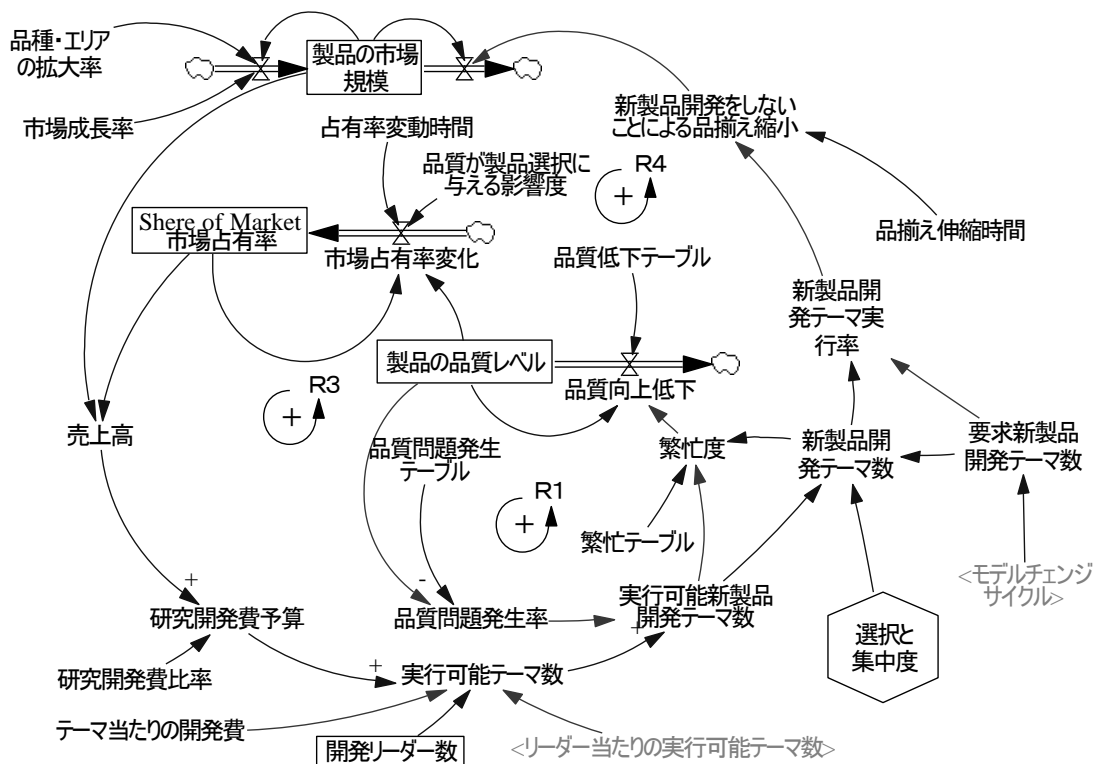 品種・エリア
の拡大率
製品の市場
規模
市場成長率
占有率変動時間
新製品開発をしない
ことによる品揃え縮小
品質が製品選択に
与える影響度
R4
+
Shere of Market
市場占有率
市場占有率変化
品質低下テーブル
品揃え伸縮時間
新製品開
発テーマ実
行率
製品の品質レベル
品質向上低下
R3
+
売上高
品質問題発生
テーブル
繁忙度
新製品開
発テーマ数
要求新製品
開発テーマ数
R1
+
繁忙テーブル
<モデルチェンジ
サイクル>
+
-
研究開発費予算
品質問題発生率
実行可能新製品
開発テーマ数
+
選択と
集中度
研究開発費比率
+
実行可能テーマ数
テーマ当たりの開発費
開発リーダー数
<リーダー当たりの実行可能テーマ数>